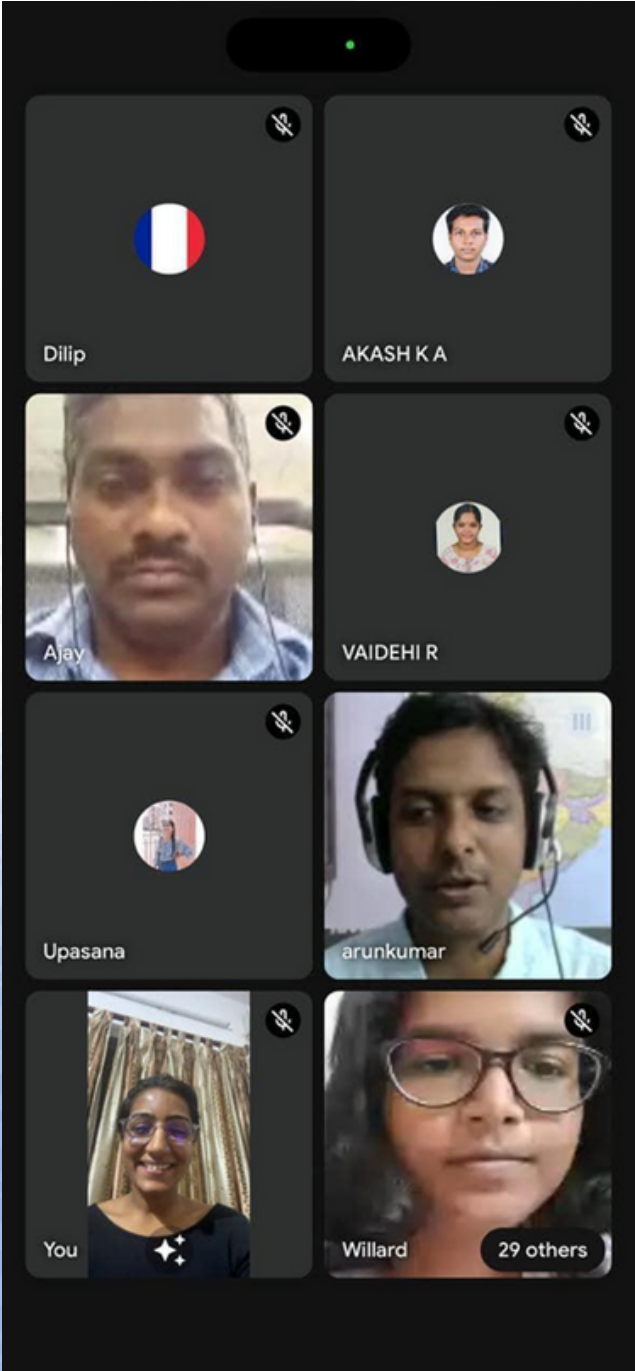 Dilip
AKASH K A
Ajay
VAIDEHI R
Upasana
arunkumar
You
Willard
29 others